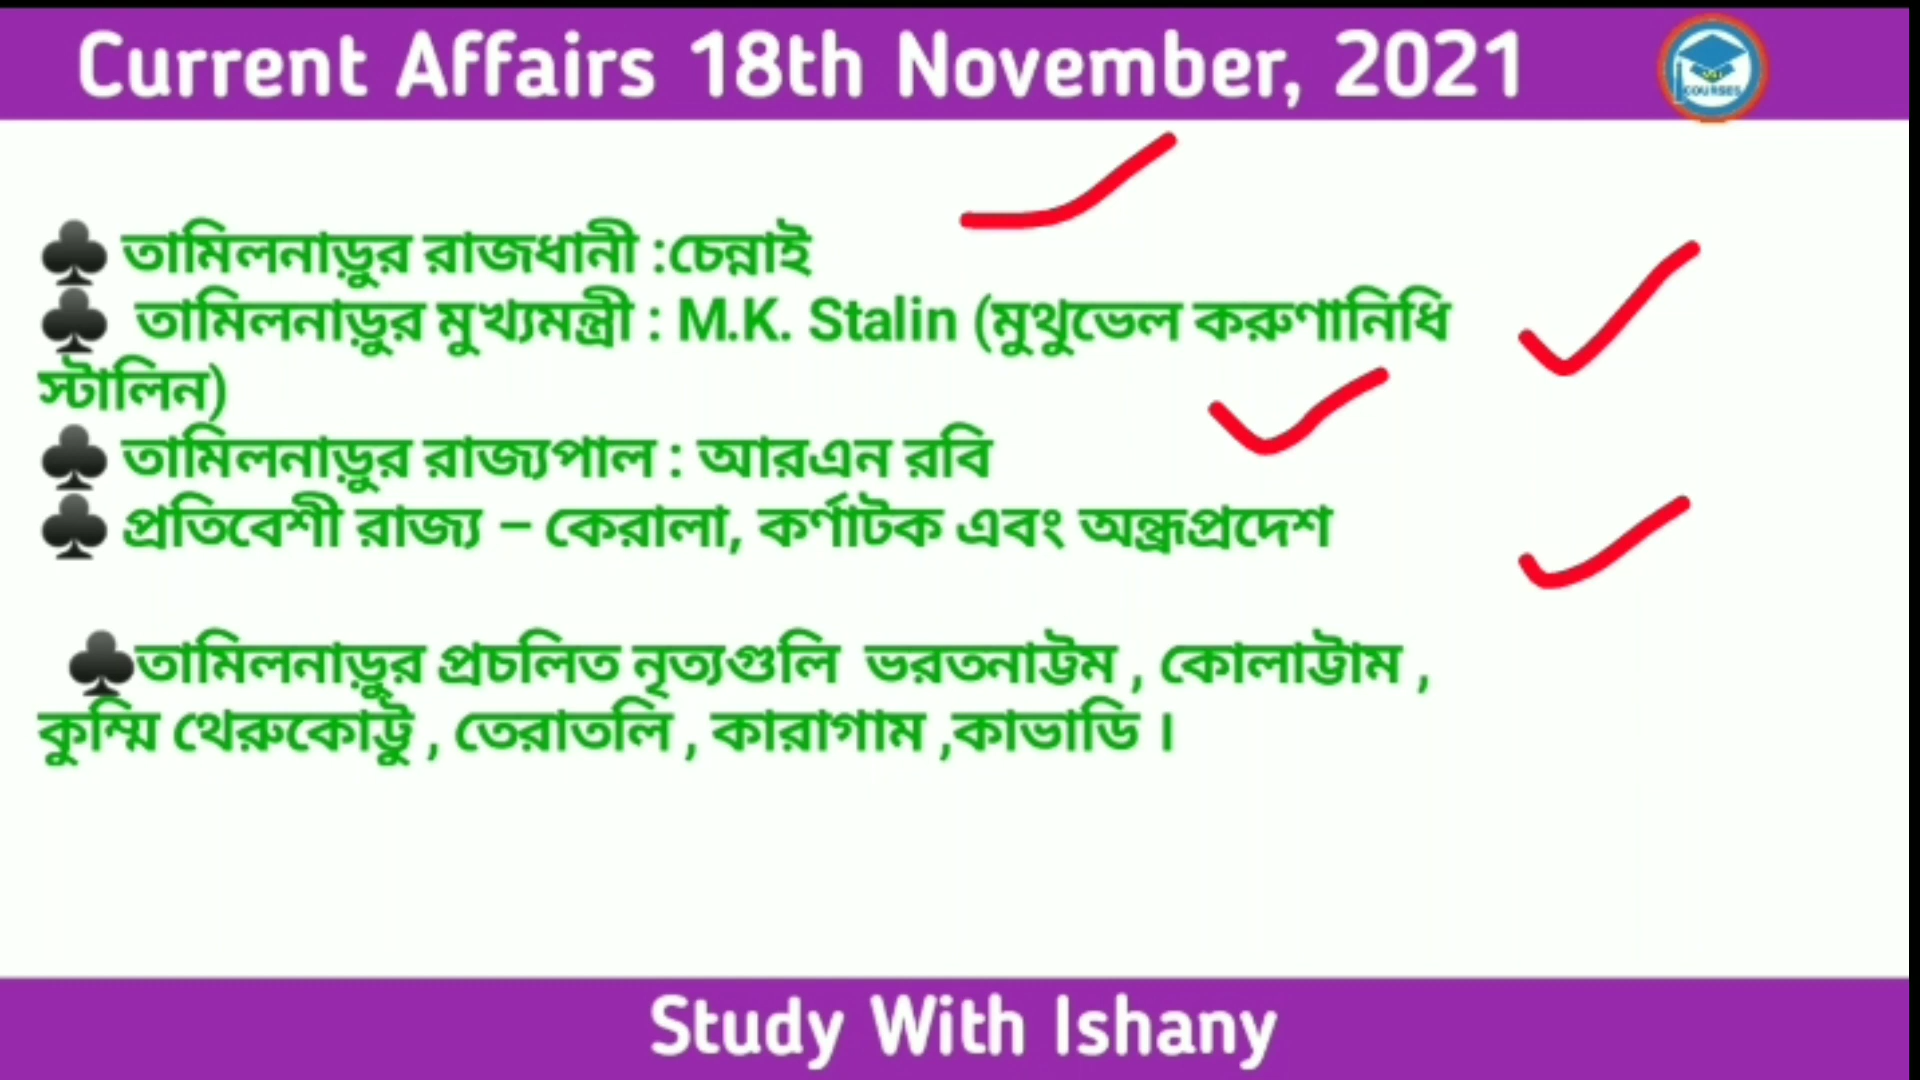 Current Affairs 18th November, 2021
COURSES
♣ তামিলনাড়ুর রাজধানী :চেন্নাই
♣ তামিলনাড়ুর মুখ্যমন্ত্রী : M.K. Stalin (মুথুভেল করুণানিধি
স্টালিন)
♣ তামিলনাড়ুর রাজ্যপাল : আরএন রবি
♣ প্রতিবেশী রাজ্য – কেরালা, কর্ণাটক এবং অন্ধ্রপ্রদেশ
♣তামিলনাড়ুর প্রচলিত নৃত্যগুলি ভরতনাট্টম , কোলাট্টাম ,
কুম্মি থেরুকোট্টু , তেরাতলি , কারাগাম ,কাভাডি ।
Study With Ishany